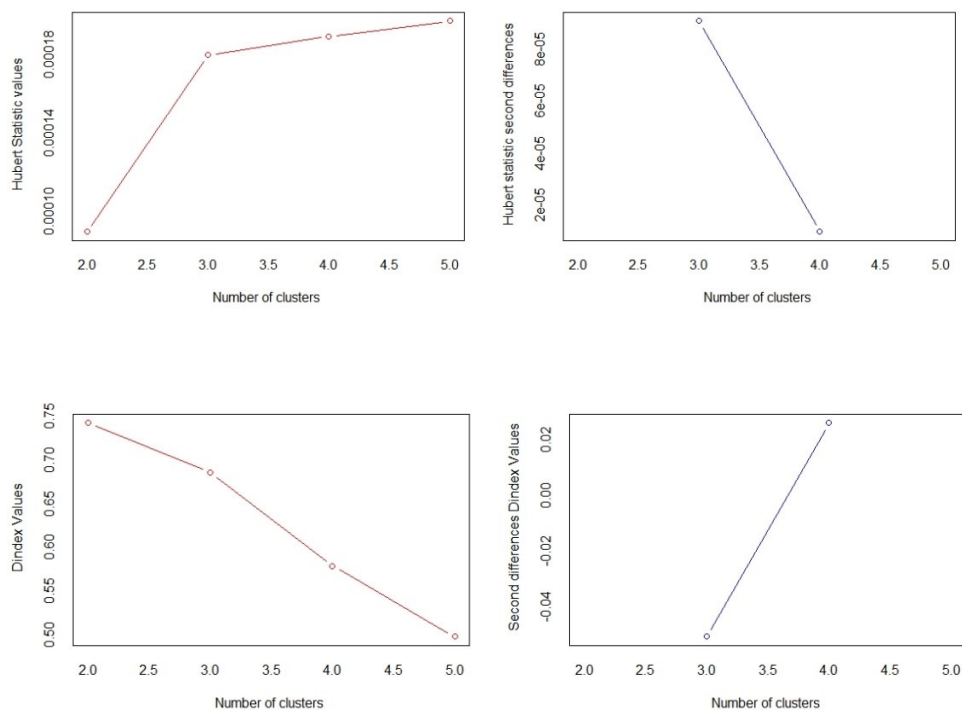 Hubert Statistic values
0.00018
0.00014
0.00010
2.0 2.5 3.0 3.5 4.0 4.5 5.0
Number of clusters
Hubert statistic second differences
8e-05
6e-05
4e-05
2e-05
2.0 2.5 3.0 3.5 4.0 4.5 5.0
Number of clusters
Dindex Values
0.75
0.70
0.65
0.60
0.55
0.50
2.0 2.5 3.0 3.5 4.0 4.5 5.0
Number of clusters
Second differences Dindex Values
0.02
0.00
-0.02
-0.04
2.0 2.5 3.0 3.5 4.0 4.5 5.0
Number of clusters